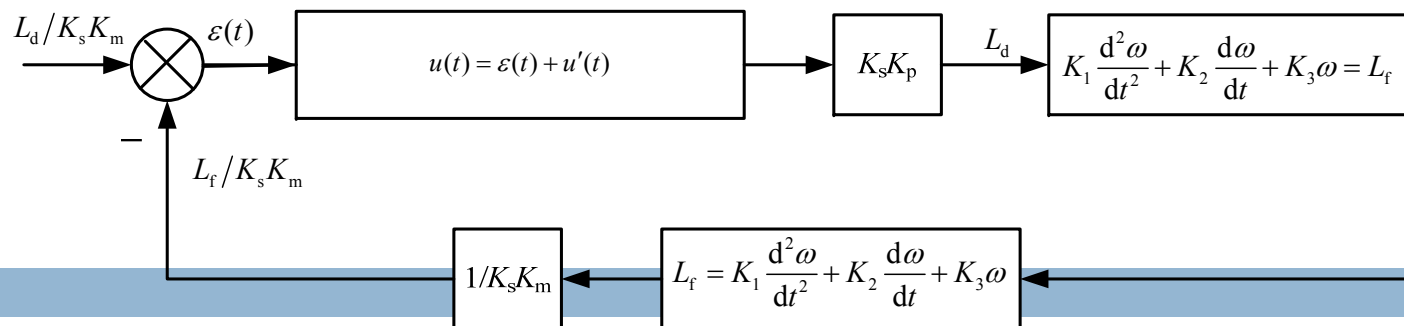 L_d/K_sK_m
ε(t)
u(t) = ε(t) + u′(t)
K_sK_p
L_d
K_1 d²ω/dt² + K_2 dω/dt + K_3ω = L_f
−
L_f/K_sK_m
1/K_sK_m
L_f = K_1 d²ω/dt² + K_2 dω/dt + K_3ω